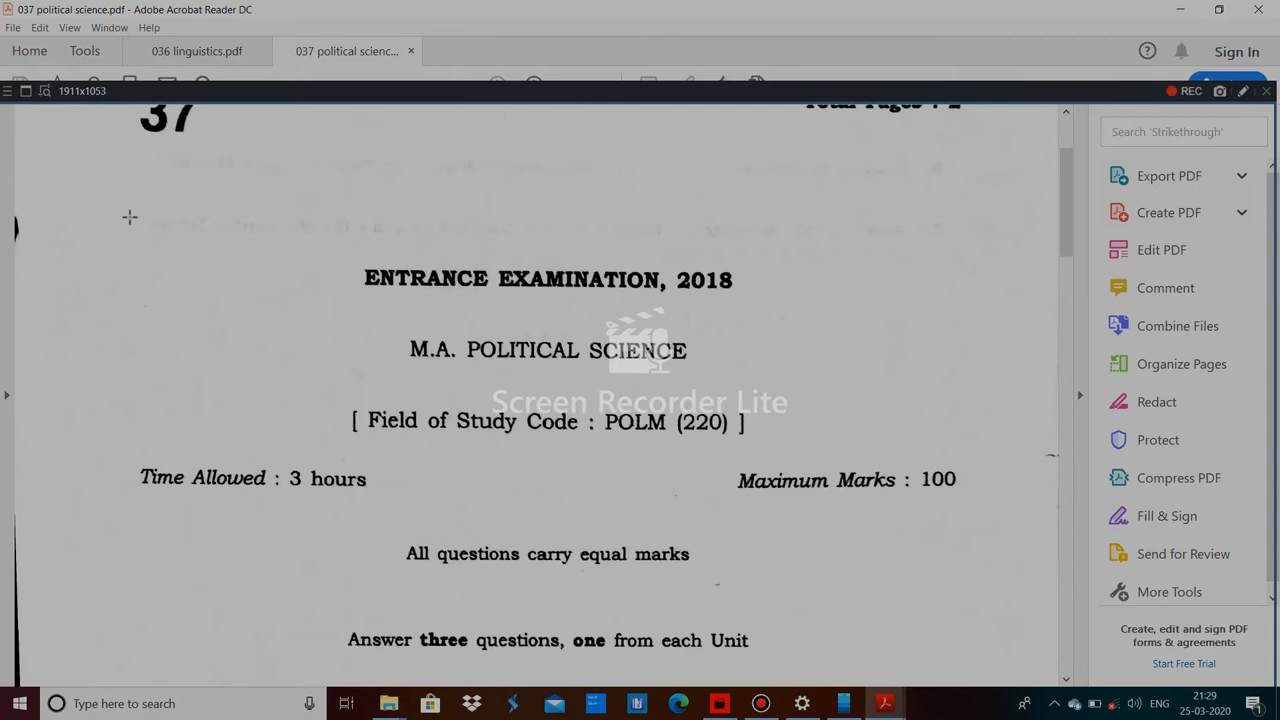 037 political science.pdf - Adobe Acrobat Reader DC
File Edit View Window Help
Home Tools 036 linguistics.pdf 037 political scienc... × Sign In
1911x1053 REC
37 Total Pages : 2
Search 'Strikethrough'
Export PDF
Create PDF
Edit PDF
ENTRANCE EXAMINATION, 2018
Comment
Combine Files
M.A. POLITICAL SCIENCE
Organize Pages
Screen Recorder Lite
Redact
[ Field of Study Code : POLM (220) ]
Protect
Time Allowed : 3 hours Maximum Marks : 100
Compress PDF
Fill & Sign
All questions carry equal marks
Send for Review
More Tools
Answer three questions, one from each Unit
Create, edit and sign PDF
forms & agreements
Start Free Trial
Type here to search
ENG
21:29
25-03-2020
1